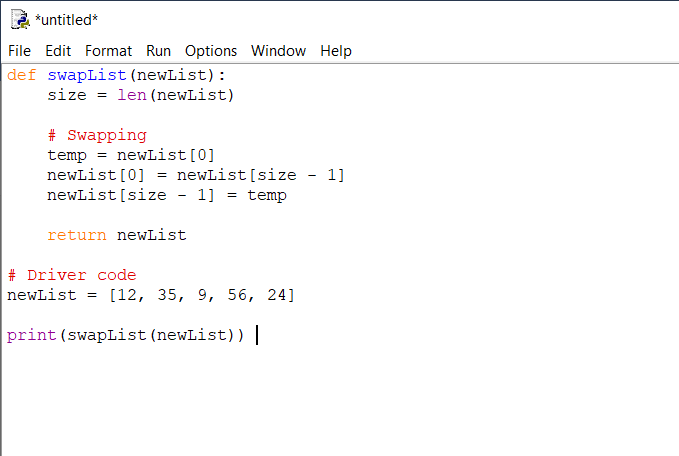 *untitled*
File Edit Format Run Options Window Help
def swapList(newList):
    size = len(newList)
    # Swapping
    temp = newList[0]
    newList[0] = newList[size - 1]
    newList[size - 1] = temp
    return newList
# Driver code
newList = [12, 35, 9, 56, 24]
print(swapList(newList))